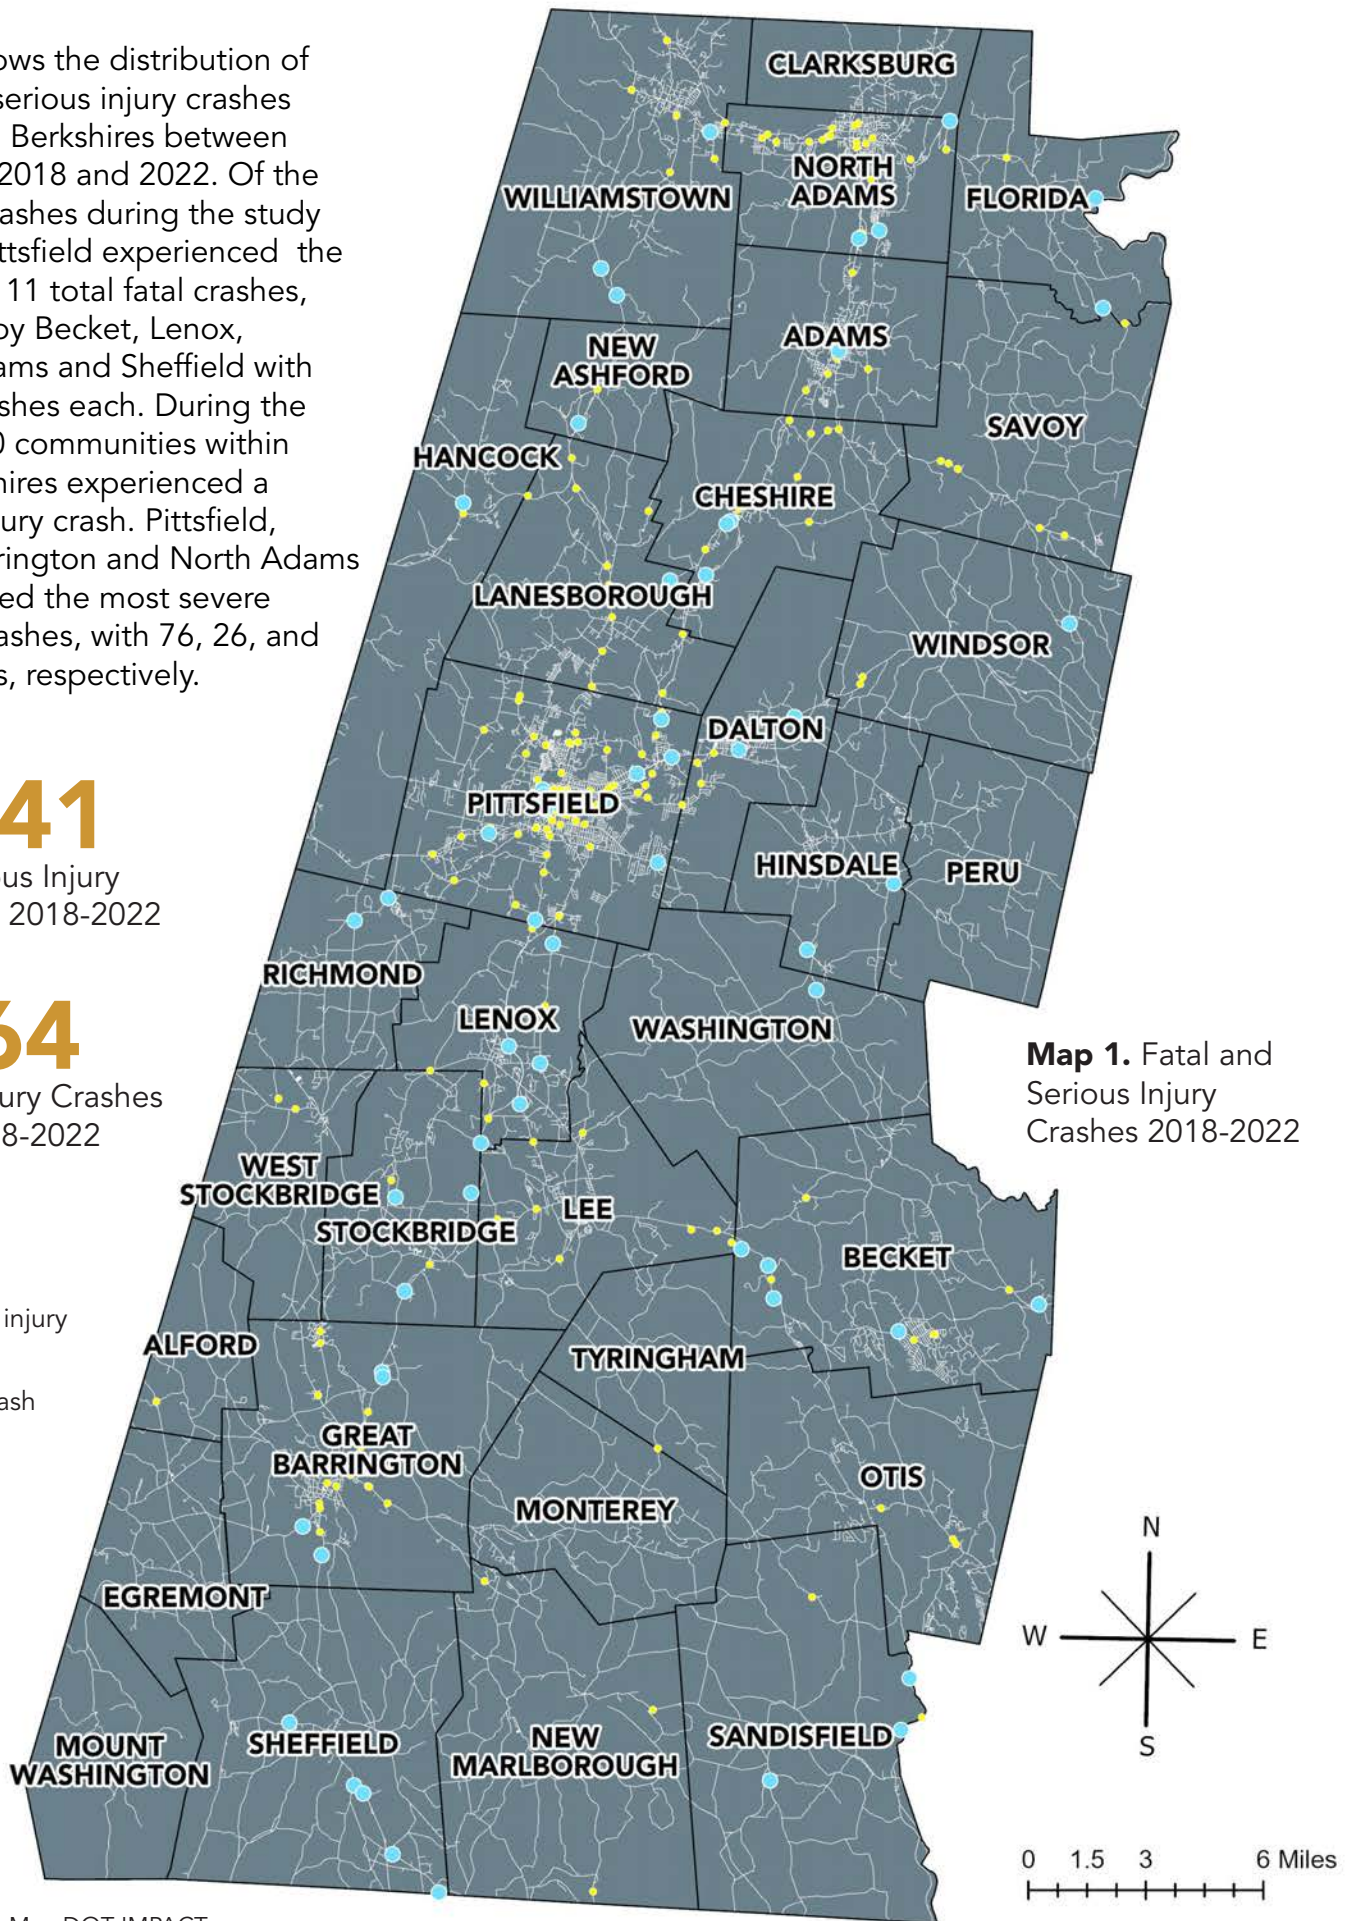 ows the distribution of
serious injury crashes
Berkshires between
2018 and 2022. Of the
rashes during the study
ttsfield experienced the
11 total fatal crashes,
by Becket, Lenox,
ams and Sheffield with
shes each. During the
0 communities within
hires experienced a
jury crash. Pittsfield,
rrington and North Adams
ed the most severe
ashes, with 76, 26, and
s, respectively.
41
ous Injury
2018-2022
64
jury Crashes
8-2022
injury
ash
CLARKSBURG
NORTH
ADAMS
WILLIAMSTOWN
FLORIDA
ADAMS
NEW
ASHFORD
SAVOY
HANCOCK
CHESHIRE
LANESBOROUGH
WINDSOR
DALTON
PITTSFIELD
HINSDALE
PERU
RICHMOND
LENOX
WASHINGTON
Map 1. Fatal and
Serious Injury
Crashes 2018-2022
WEST
STOCKBRIDGE
STOCKBRIDGE
LEE
BECKET
ALFORD
TYRINGHAM
GREAT
BARRINGTON
OTIS
MONTEREY
EGREMONT
N
W E
S
MOUNT
WASHINGTON
SHEFFIELD
NEW
MARLBOROUGH
SANDISFIELD
0 1.5 3 6 Miles